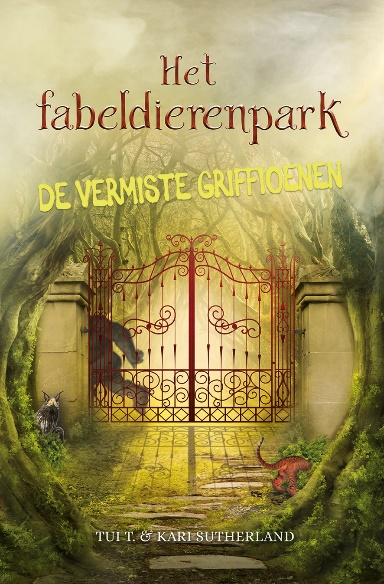 Het
fabeldierenpark
DE VERMISTE GRIFFIOENEN
TUI T. & KARI SUTHERLAND